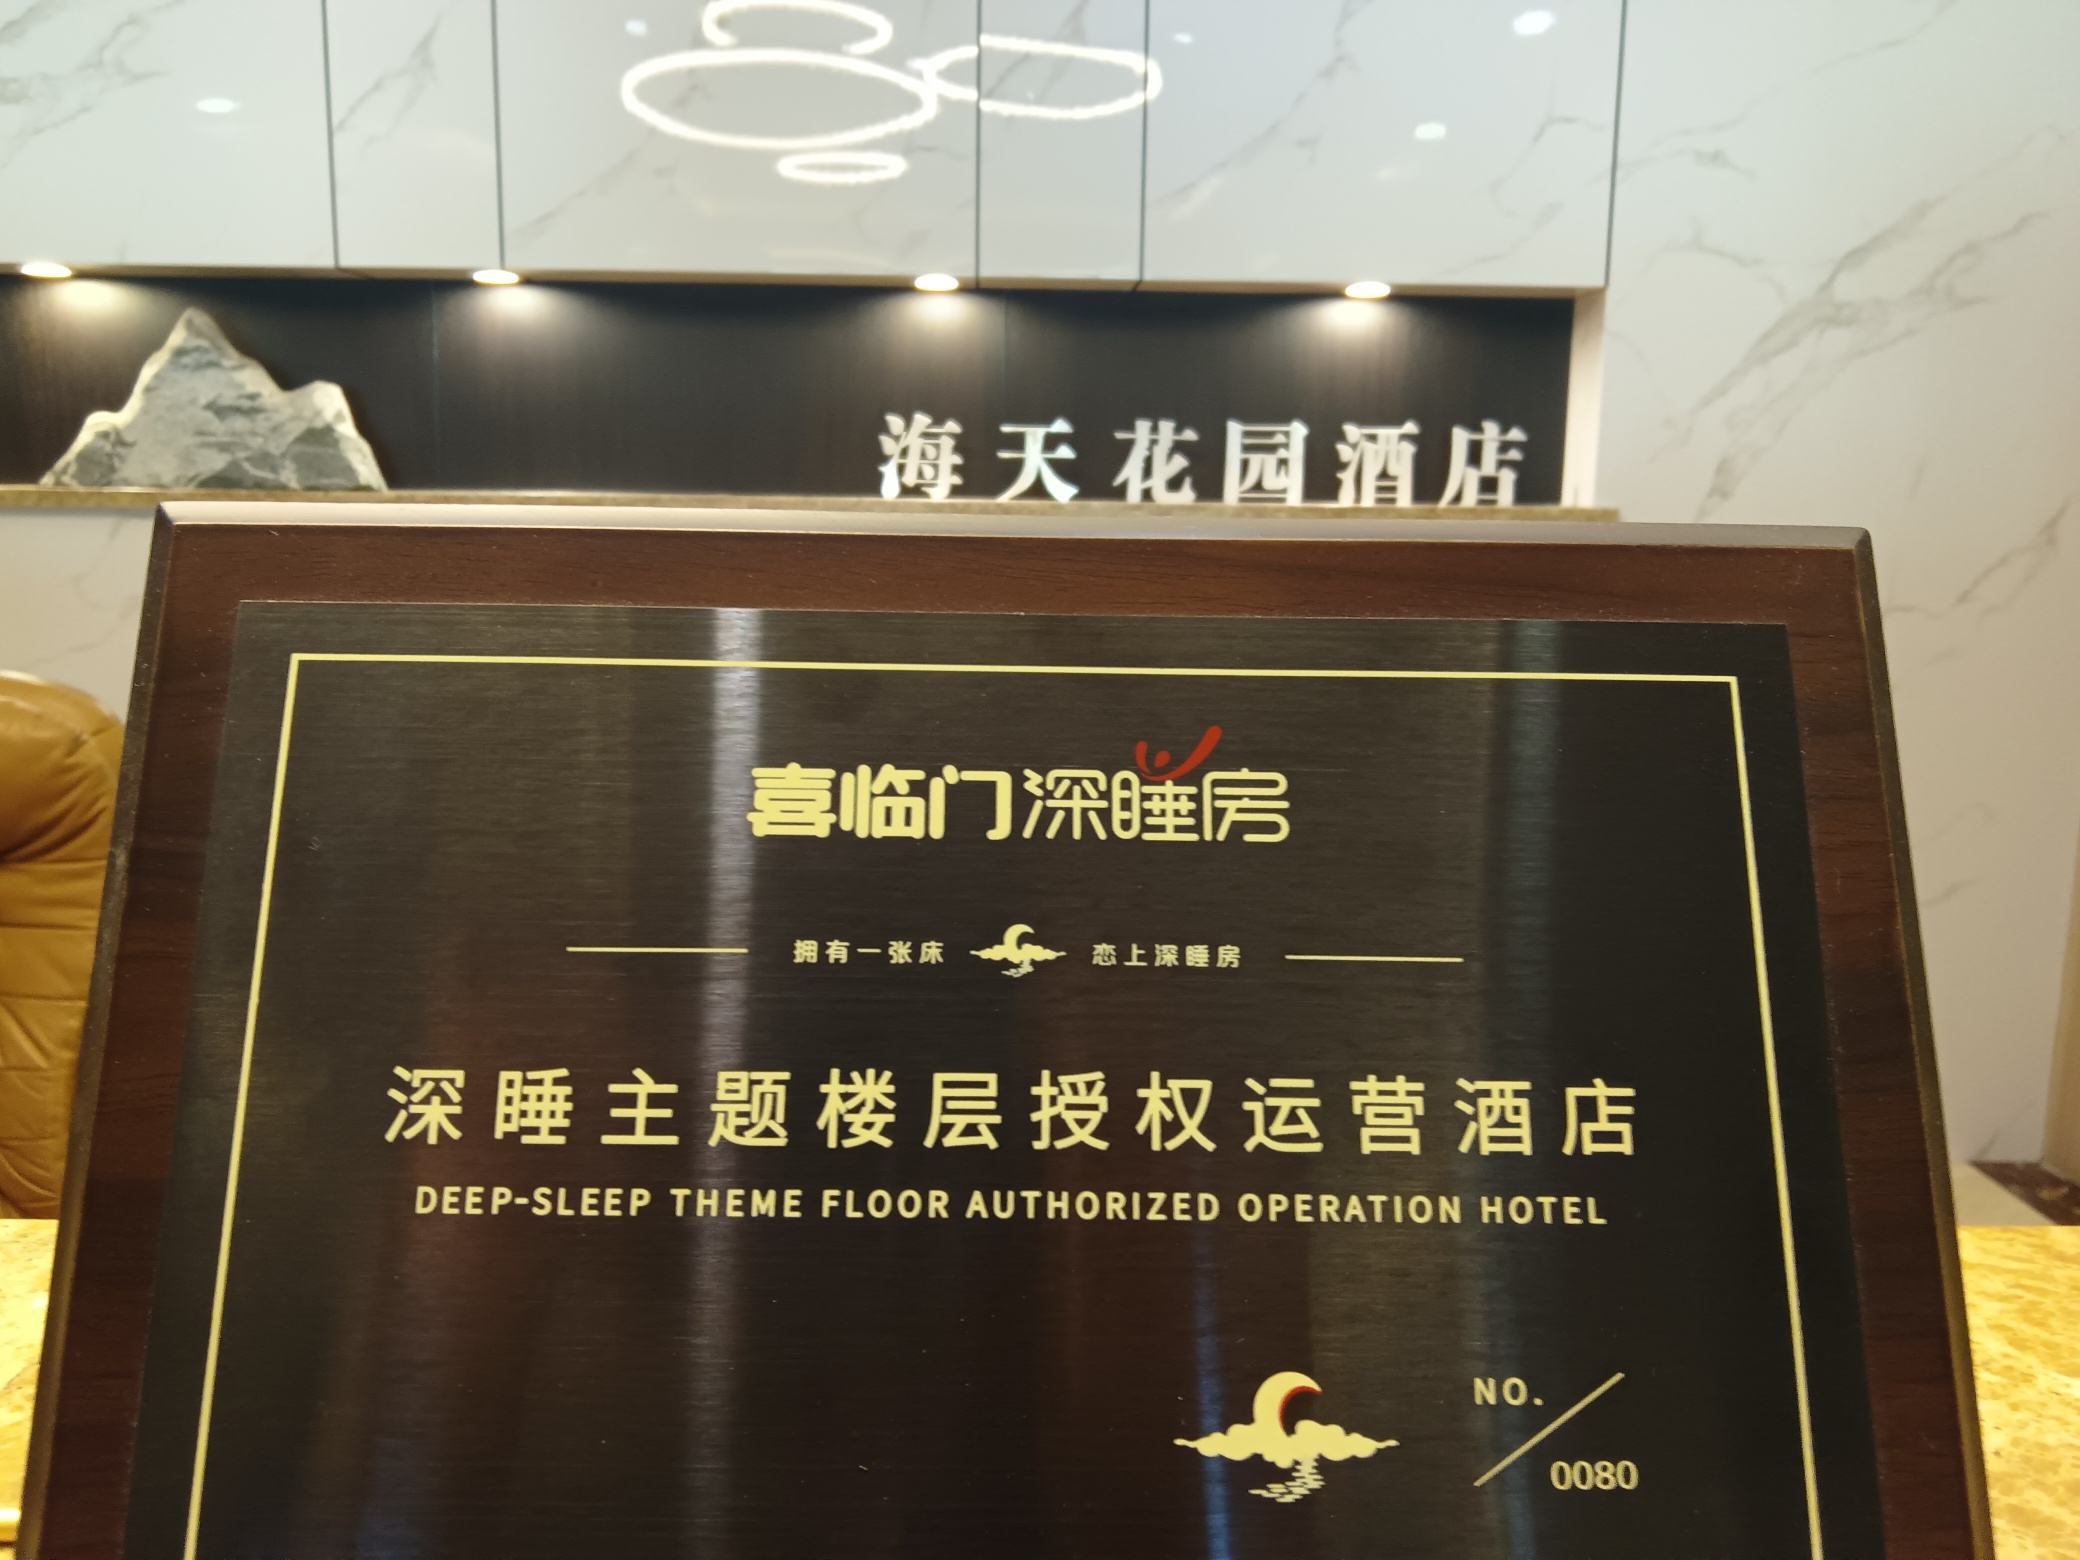 海天花园酒店
喜临门深睡房
拥有一张床 恋上深睡房
深睡主题楼层授权运营酒店
DEEP-SLEEP THEME FLOOR AUTHORIZED OPERATION HOTEL
NO.
0080